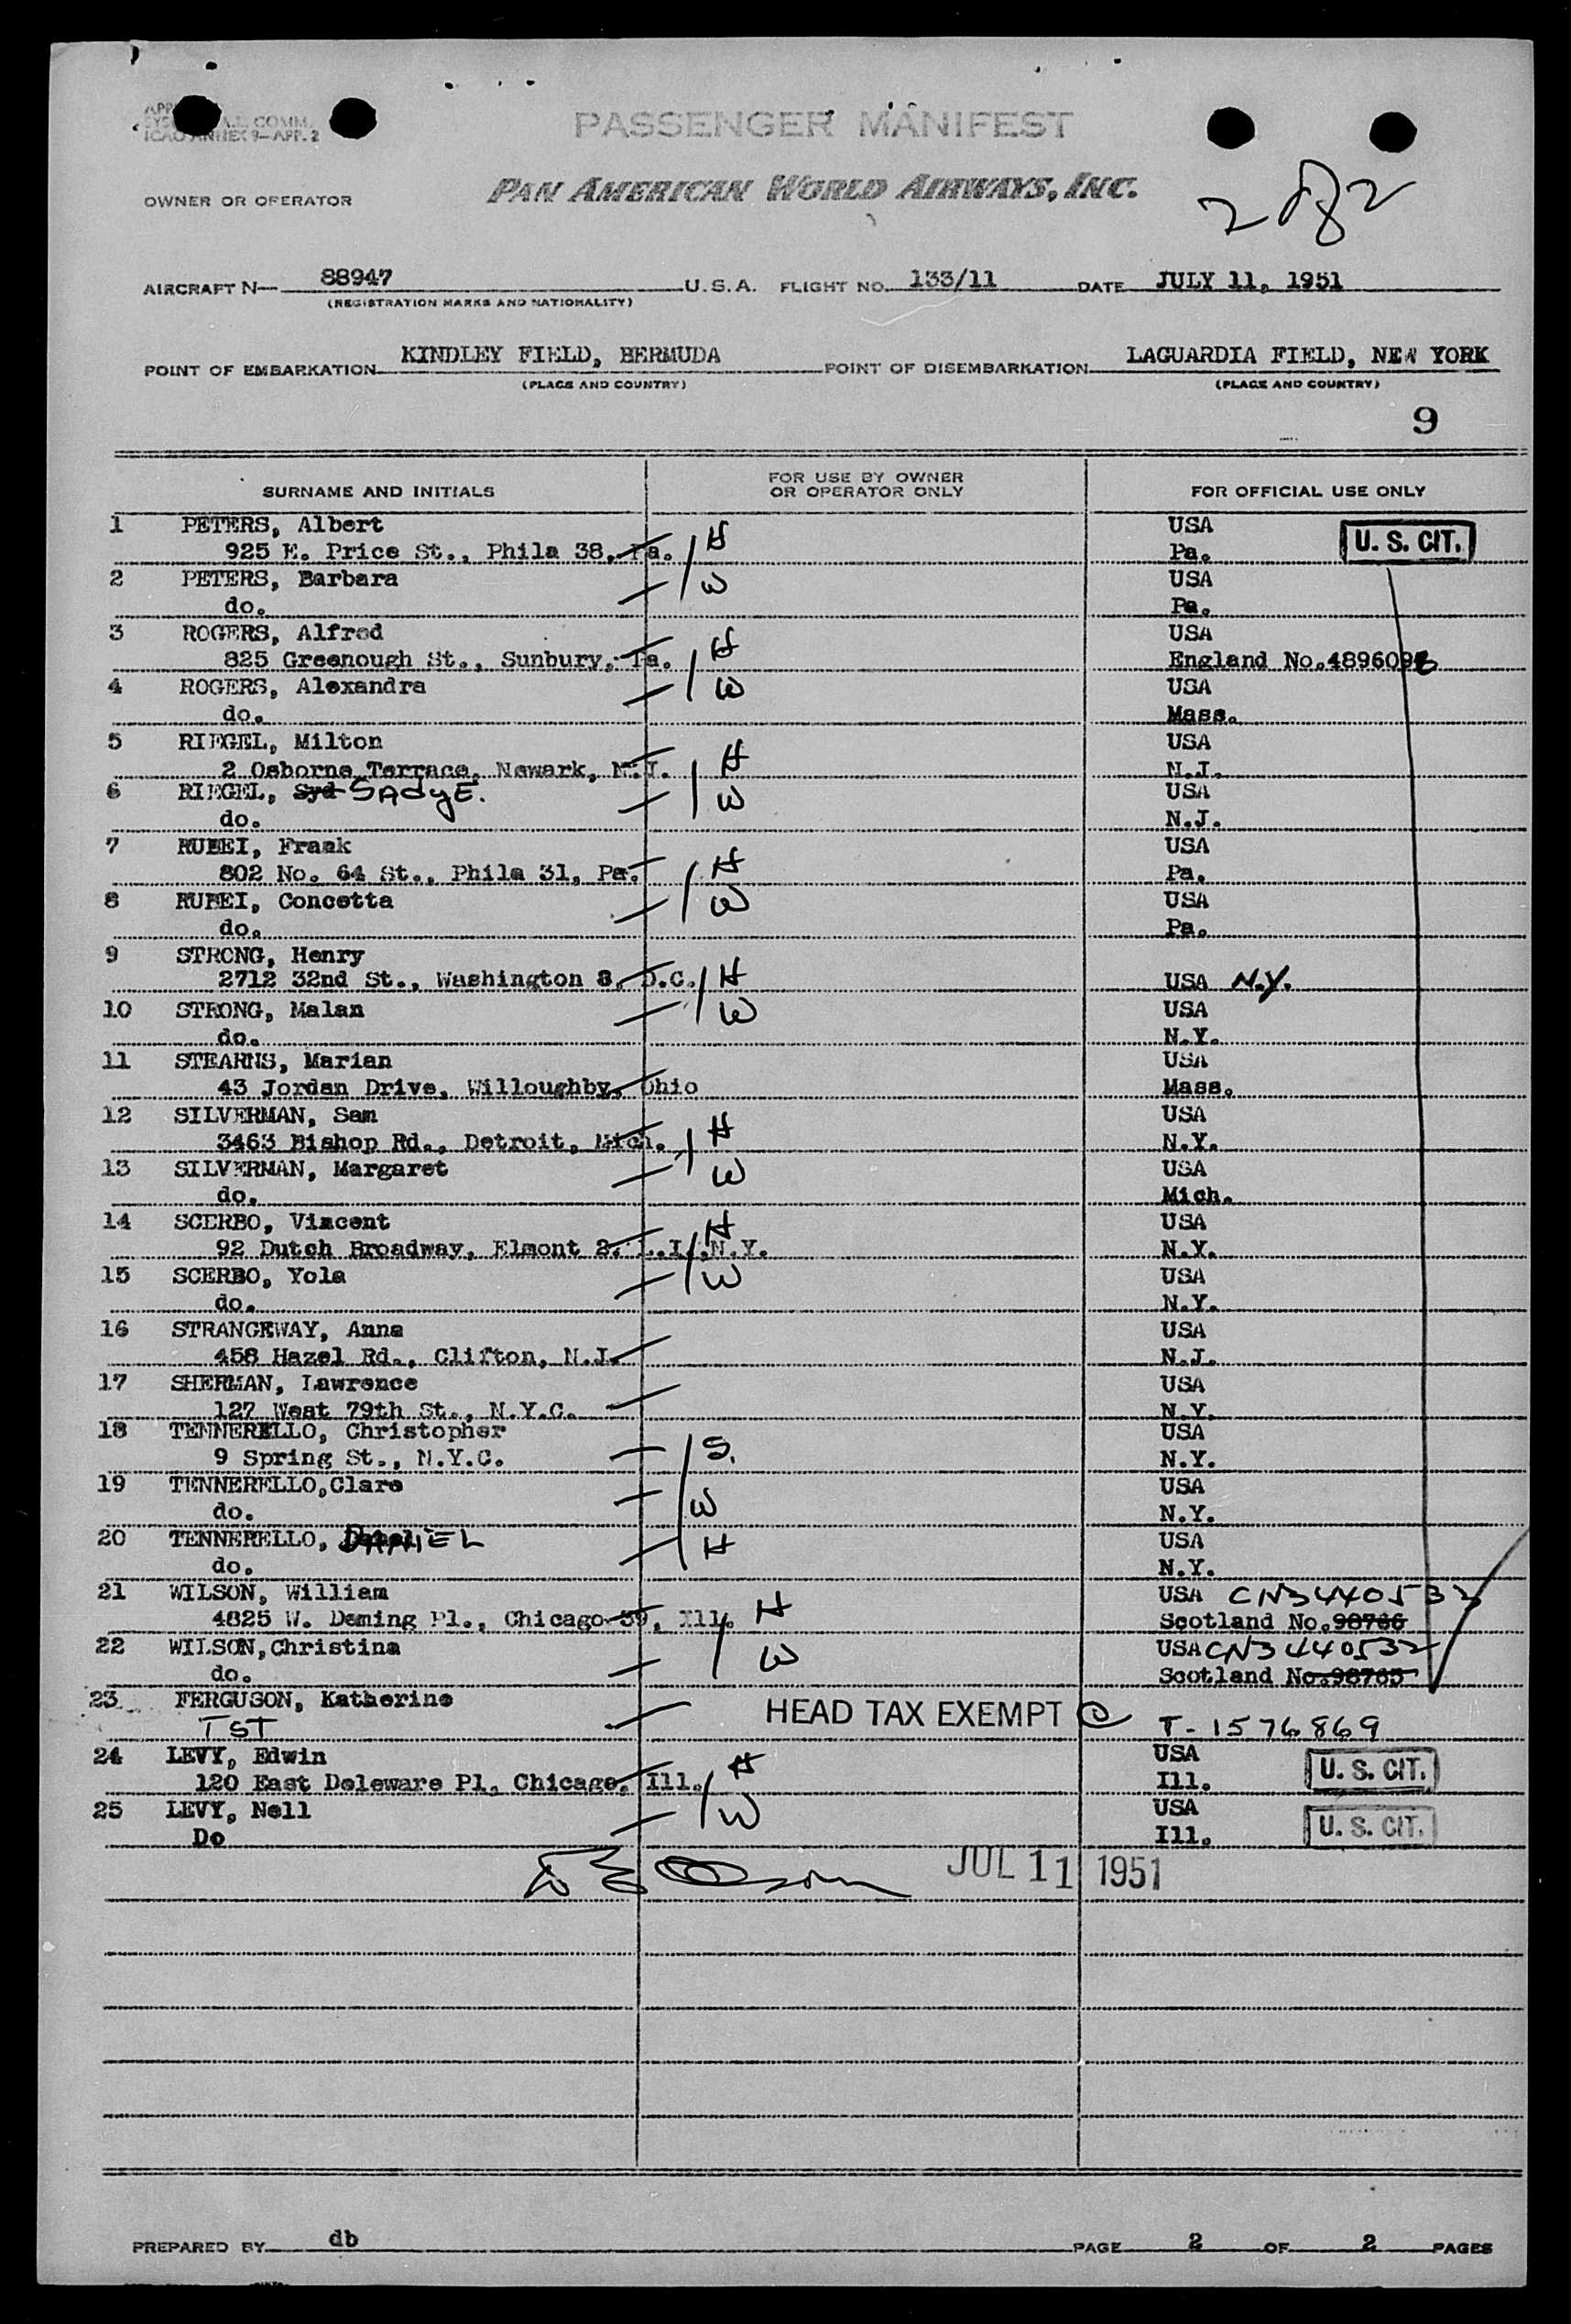 A.T. COMM.
ICAO ANNEX 9—APP. 2
PASSENGER MANIFEST
OWNER OR OPERATOR PAN AMERICAN WORLD AIRWAYS, INC.
2 of 2
AIRCRAFT N— 88947 U.S.A. FLIGHT NO. 133/11 DATE JULY 11, 1951
(REGISTRATION MARKS AND NATIONALITY)
POINT OF EMBARKATION KINDLEY FIELD, BERMUDA POINT OF DISEMBARKATION LAGUARDIA FIELD, NEW YORK
(PLACE AND COUNTRY) (PLACE AND COUNTRY)
9
SURNAME AND INITIALS FOR USE BY OWNER OR OPERATOR ONLY FOR OFFICIAL USE ONLY
1 PETERS, Albert USA U. S. CIT.
925 E. Price St., Phila 38, Pa. H Pa.
2 PETERS, Barbara W USA
do. Pa.
3 ROGERS, Alfred H USA
825 Greenough St., Sunbury, Pa. England No.489609
4 ROGERS, Alexandra W USA
do. Mass.
5 RIEGEL, Milton H USA
2 Osborne Terrace, Newark, N.J. N.J.
6 RIEGEL, Syd SADYE. W USA
do. N.J.
7 RUBEI, Frank H USA
802 No. 64 St., Phila 31, Pa. Pa.
8 RUBEI, Concetta W USA
do. Pa.
9 STRONG, Henry
2712 32nd St., Washington 8, D.C. H USA N.Y.
10 STRONG, Malan W USA
do. N.Y.
11 STEARNS, Marian USA
43 Jordan Drive, Willoughby, Ohio Mass.
12 SILVERMAN, Sam H USA
3463 Bishop Rd., Detroit, Mich. N.Y.
13 SILVERMAN, Margaret W USA
do. Mich.
14 SCERBO, Vincent H USA
92 Dutch Broadway, Elmont 2, L.I.,N.Y. N.Y.
15 SCERBO, Yola W USA
do. N.Y.
16 STRANGEWAY, Anna USA
458 Hazel Rd., Clifton, N.J. N.J.
17 SHERMAN, Lawrence USA
127 West 79th St., N.Y.C. N.Y.
18 TENNERELLO, Christopher S. USA
9 Spring St., N.Y.C. N.Y.
19 TENNERELLO,Clare W USA
do. N.Y.
20 TENNERELLO, DANIEL H USA
do. N.Y.
21 WILSON, William H USA CN3440533
4825 W. Deming Pl., Chicago 39, Ill. Scotland No.98766
22 WILSON,Christina W USA CN3440532
do. Scotland No.98765
23 FERGUSON, Katherine HEAD TAX EXEMPT
TST T-1576869
24 LEVY, Edwin H USA U. S. CIT.
120 East Deleware Pl, Chicago, Ill. Ill.
25 LEVY, Nell W USA U. S. CIT.
Do Ill.
JUL 11 1951
PREPARED BY db PAGE 2 OF 2 PAGES